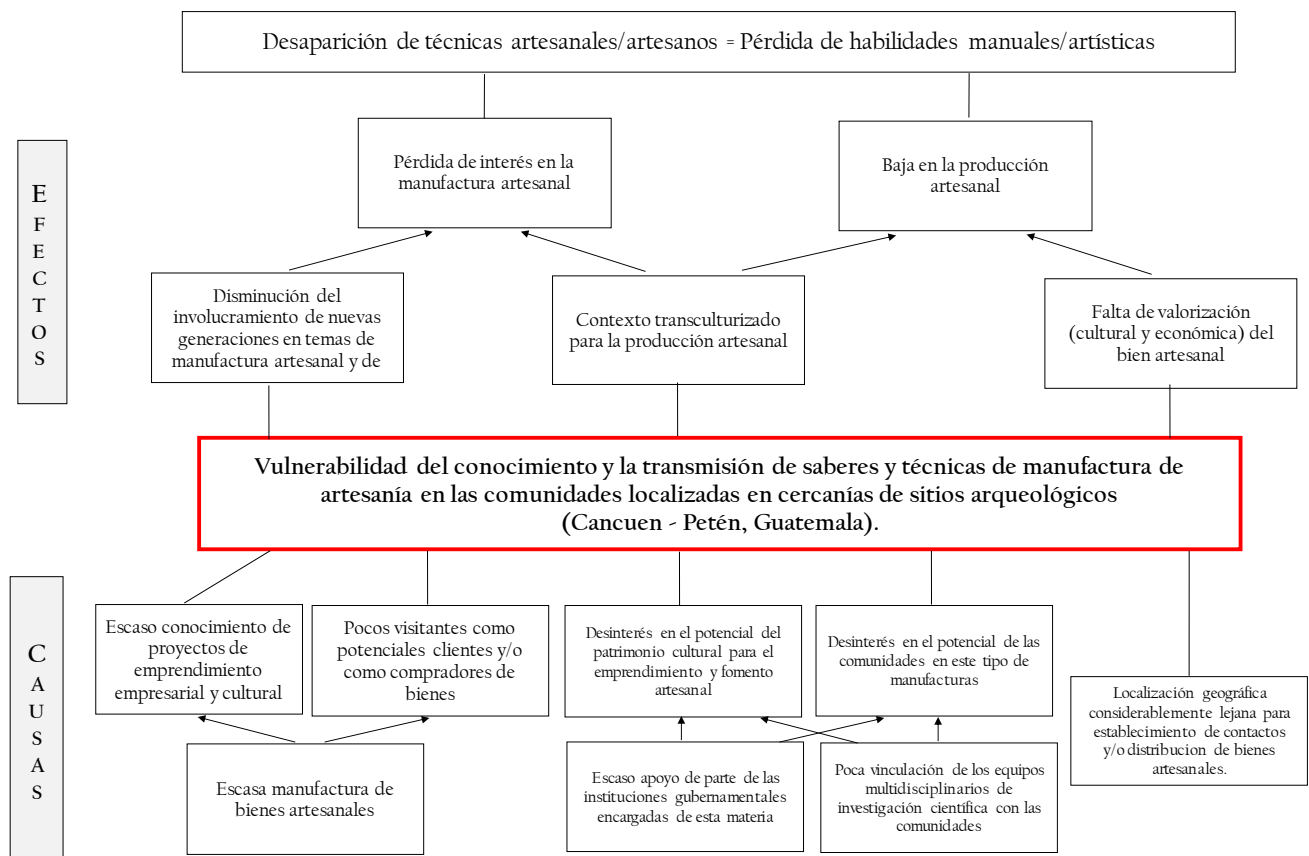 Desaparición de técnicas artesanales/artesanos = Pérdida de habilidades manuales/artísticas
E
F
E
C
T
O
S
Pérdida de interés en la
manufactura artesanal
Baja en la producción
artesanal
Disminución del
involucramiento de nuevas
generaciones en temas de
manufactura artesanal y de
Contexto transculturizado
para la producción artesanal
Falta de valorización
(cultural y económica) del
bien artesanal
Vulnerabilidad del conocimiento y la transmisión de saberes y técnicas de manufactura de
artesanía en las comunidades localizadas en cercanías de sitios arqueológicos
(Cancuen - Petén, Guatemala).
C
A
U
S
A
S
Escaso conocimiento de
proyectos de
emprendimiento
empresarial y cultural
Pocos visitantes como
potenciales clientes y/o
como compradores de
bienes
Desinterés en el potencial del
patrimonio cultural para el
emprendimiento y fomento
artesanal
Desinterés en el potencial de las
comunidades en este tipo de
manufacturas
Localización geográfica
considerablemente lejana para
establecimiento de contactos
y/o distribucion de bienes
artesanales.
Escasa manufactura de
bienes artesanales
Escaso apoyo de parte de las
instituciones gubernamentales
encargadas de esta materia
Poca vinculación de los equipos
multidisciplinarios de
investigación científica con las
comunidades